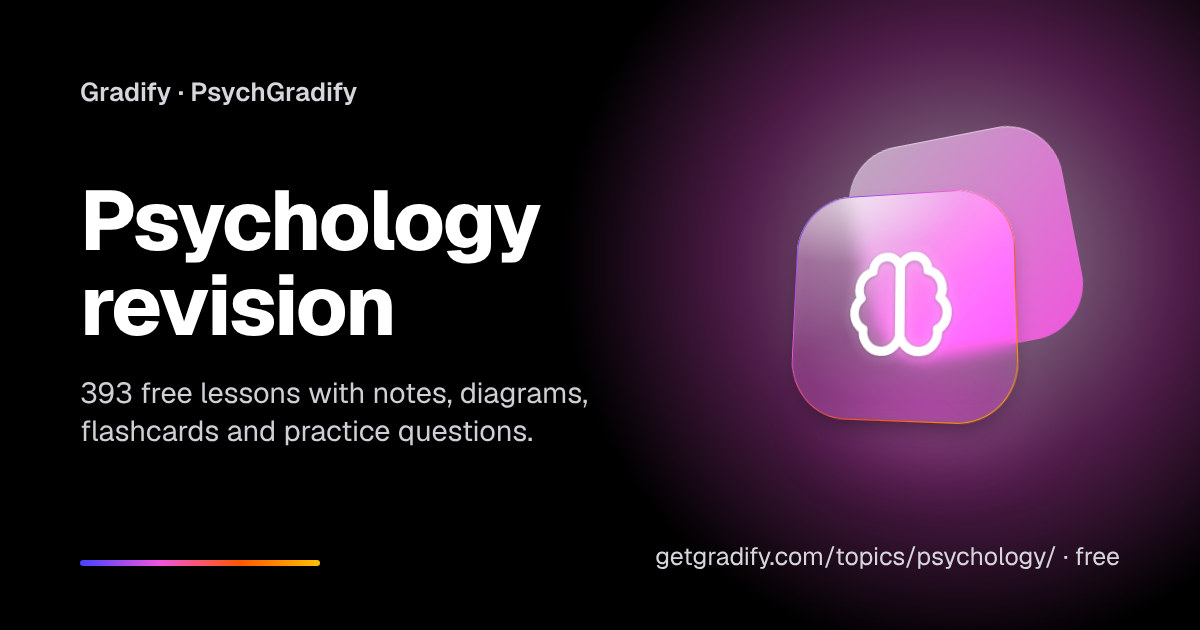 Gradify · PsychGradify
Psychology
revision
393 free lessons with notes, diagrams,
flashcards and practice questions.
getgradify.com/topics/psychology/ · free